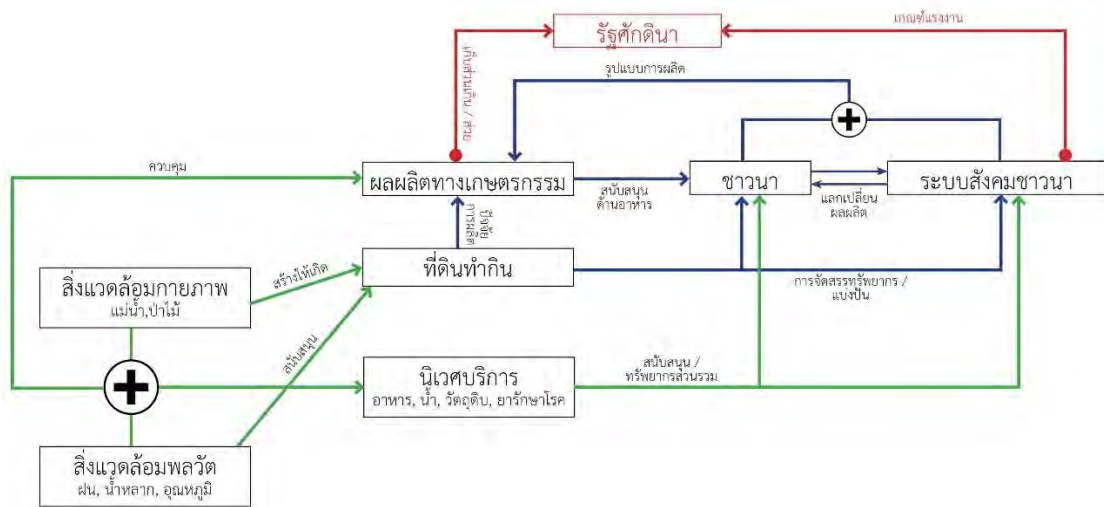 รัฐศักดินา
เกณฑ์แรงงาน
เก็บส่วนเกิน / ส่วย
รูปแบบการผลิต
+
ควบคุม
ผลผลิตทางเกษตรกรรม
สนับสนุน
ด้านอาหาร
ชาวนา
แลกเปลี่ยน
ผลผลิต
ระบบสังคมชาวนา
ปัจจัย
การผลิต
สิ่งแวดล้อมกายภาพ
แม่น้ำ,ป่าไม้
สร้างให้เกิด
ที่ดินทำกิน
การจัดสรรทรัพยากร /
แบ่งปัน
สนับสนุน
+
นิเวศบริการ
อาหาร, น้ำ, วัตถุดิบ, ยารักษาโรค
สนับสนุน /
ทรัพยากรส่วนรวม
สิ่งแวดล้อมพลวัต
ฝน, น้ำหลาก, อุณหภูมิ